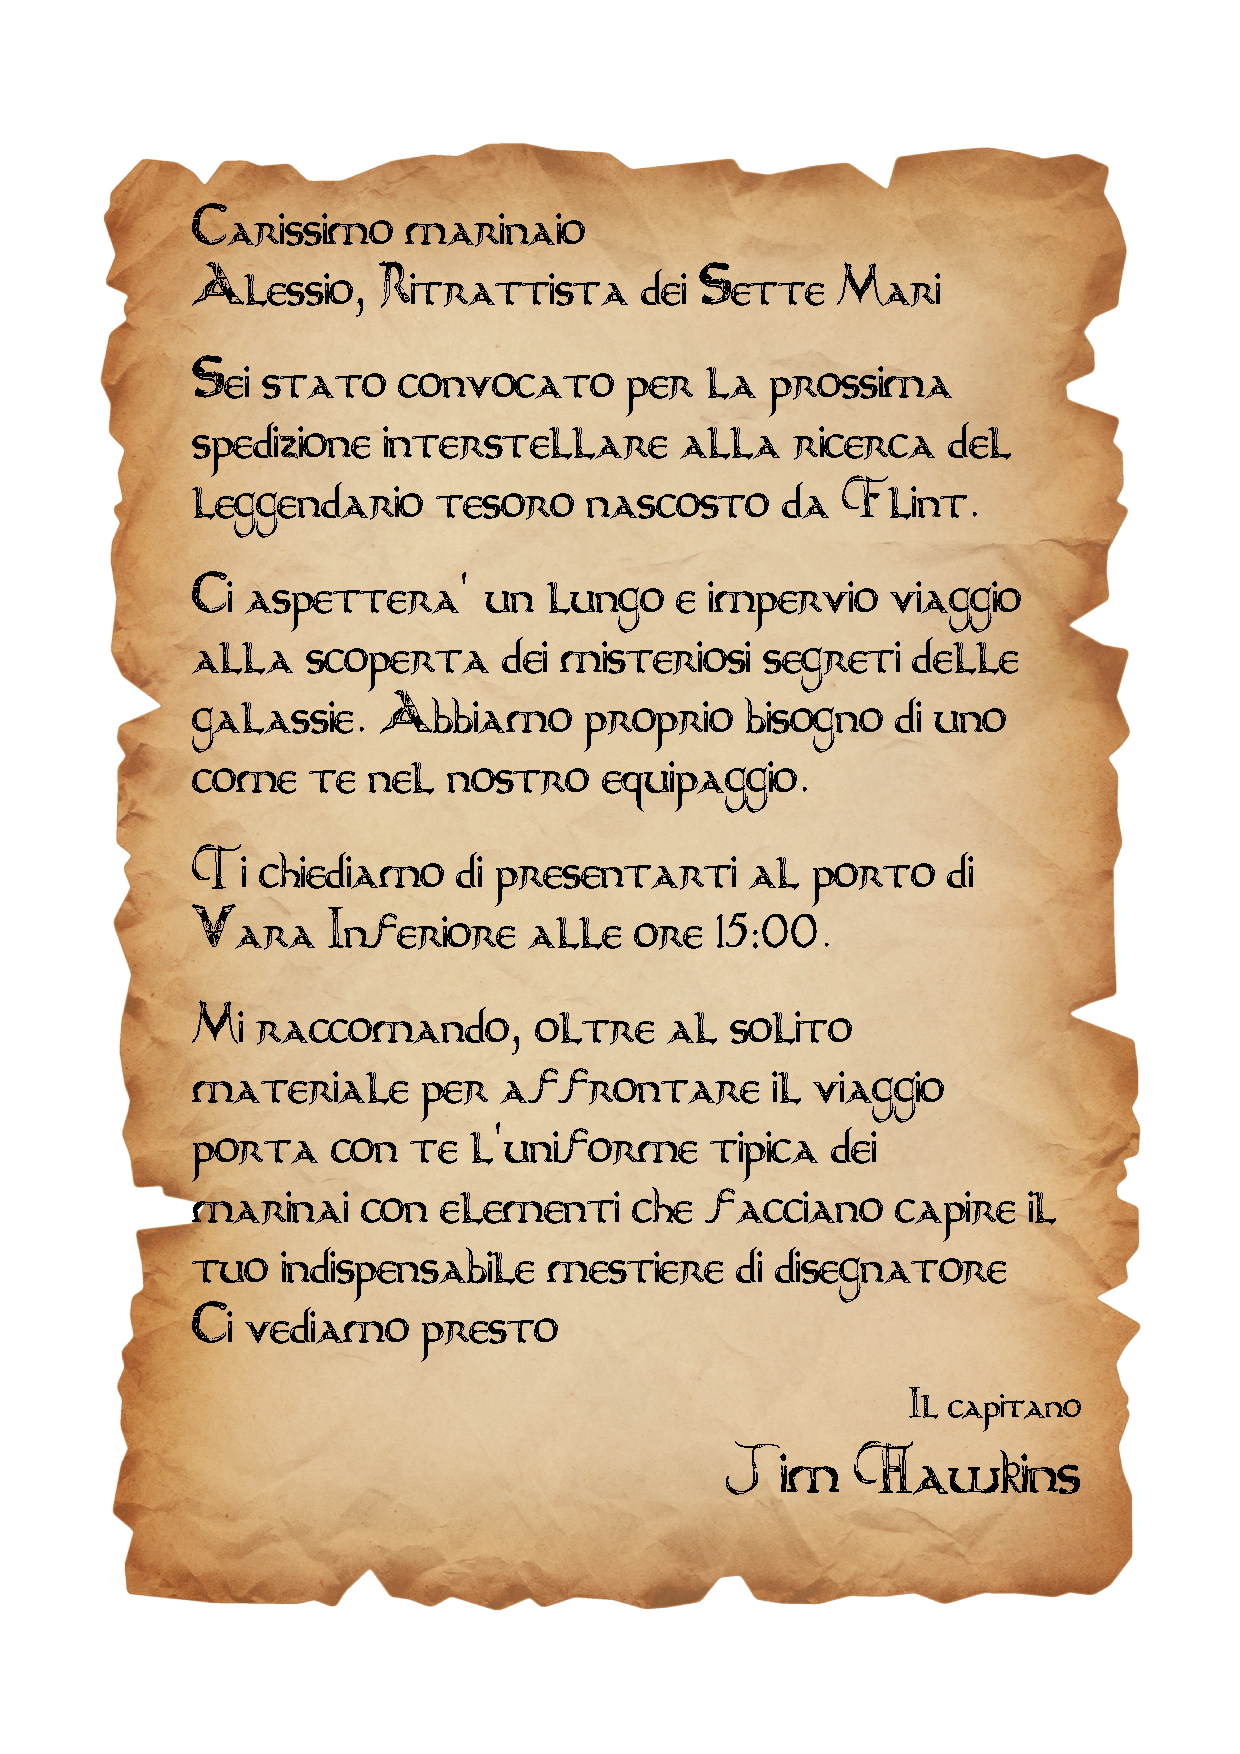 Carissimo marinaio
Alessio, Ritrattista dei Sette Mari
Sei stato convocato per la prossima
spedizione interstellare alla ricerca del
leggendario tesoro nascosto da Flint.
Ci aspettera' un lungo e impervio viaggio
alla scoperta dei misteriosi segreti delle
galassie. Abbiamo proprio bisogno di uno
come te nel nostro equipaggio.
Ti chiediamo di presentarti al porto di
Vara Inferiore alle ore 15:00.
Mi raccomando, oltre al solito
materiale per affrontare il viaggio
porta con te l'uniforme tipica dei
marinai con elementi che facciano capire il
tuo indispensabile mestiere di disegnatore
Ci vediamo presto
Il capitano
Jim Hawkins